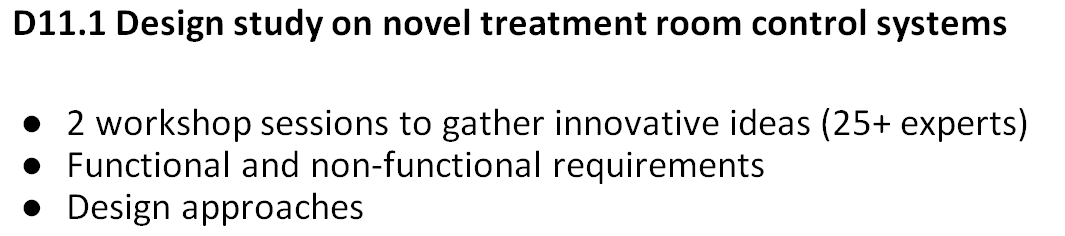 D11.1 Design study on novel treatment room control systems
● 2 workshop sessions to gather innovative ideas (25+ experts)
● Functional and non-functional requirements
● Design approaches